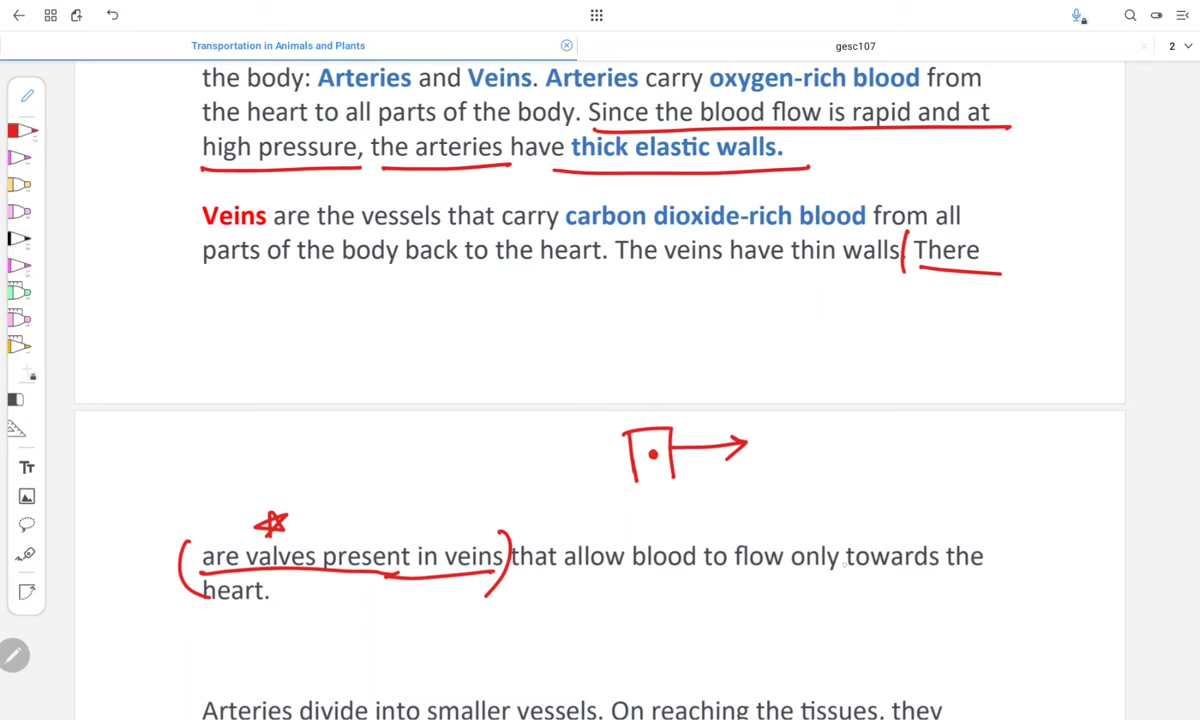 Transportation in Animals and Plants
gesc107
2
the body: Arteries and Veins. Arteries carry oxygen-rich blood from
the heart to all parts of the body. Since the blood flow is rapid and at
high pressure, the arteries have thick elastic walls.
Veins are the vessels that carry carbon dioxide-rich blood from all
parts of the body back to the heart. The veins have thin walls. There
Tт
are valves present in veins that allow blood to flow only towards the
heart.
Arteries divide into smaller vessels. On reaching the tissues, they